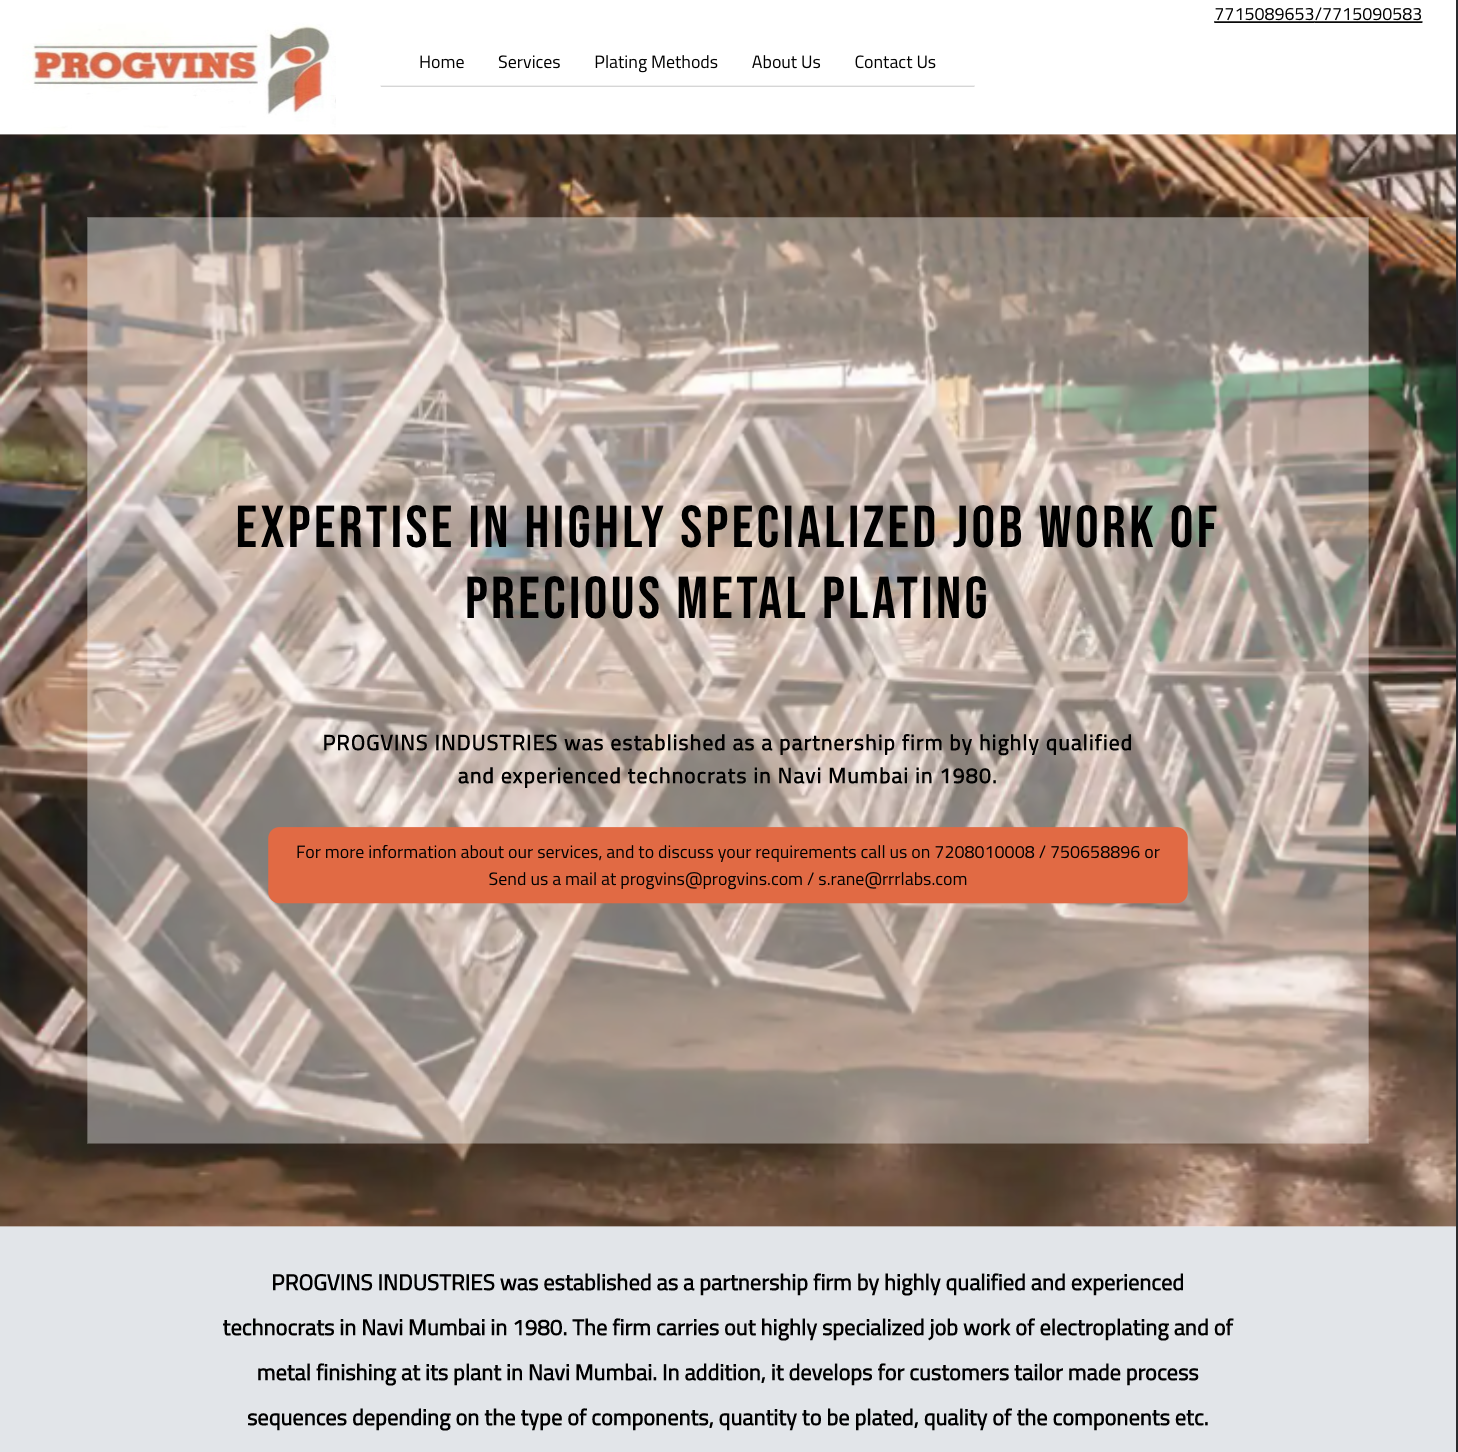 7715089653/7715090583
PROGVINS
Home Services Plating Methods About Us Contact Us
EXPERTISE IN HIGHLY SPECIALIZED JOB WORK OF
PRECIOUS METAL PLATING
PROGVINS INDUSTRIES was established as a partnership firm by highly qualified
and experienced technocrats in Navi Mumbai in 1980.
For more information about our services, and to discuss your requirements call us on 7208010008 / 750658896 or
Send us a mail at progvins@progvins.com / s.rane@rrrlabs.com
PROGVINS INDUSTRIES was established as a partnership firm by highly qualified and experienced
technocrats in Navi Mumbai in 1980. The firm carries out highly specialized job work of electroplating and of
metal finishing at its plant in Navi Mumbai. In addition, it develops for customers tailor made process
sequences depending on the type of components, quantity to be plated, quality of the components etc.